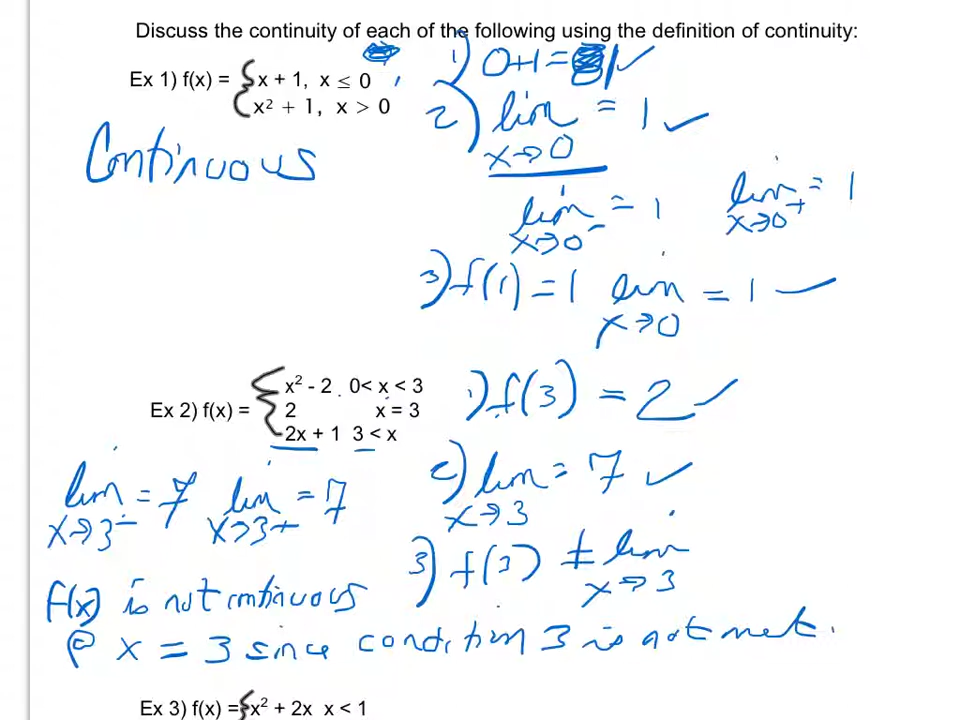 Discuss the continuity of each of the following using the definition of continuity:
Ex 1) f(x) = { x + 1, x ≤ 0
x² + 1, x > 0
1) 0+1= 1 ✓
2) lim x→0 = 1 ✓
Continuous
lim x→0⁻ = 1 lim x→0⁺ = 1
3) f(1) = 1 lim x→0 = 1 ✓
Ex 2) f(x) = { x² - 2 0< x < 3
2 x = 3
2x + 1 3 < x
1) f(3) = 2 ✓
lim x→3⁻ = 7 lim x→3+ = 7
2) lim x→3 = 7 ✓
3) f(3) ≠ lim x→3
f(x) is not continuous
@ x = 3 since condition 3 is not met.
Ex 3) f(x) = { x² + 2x x < 1